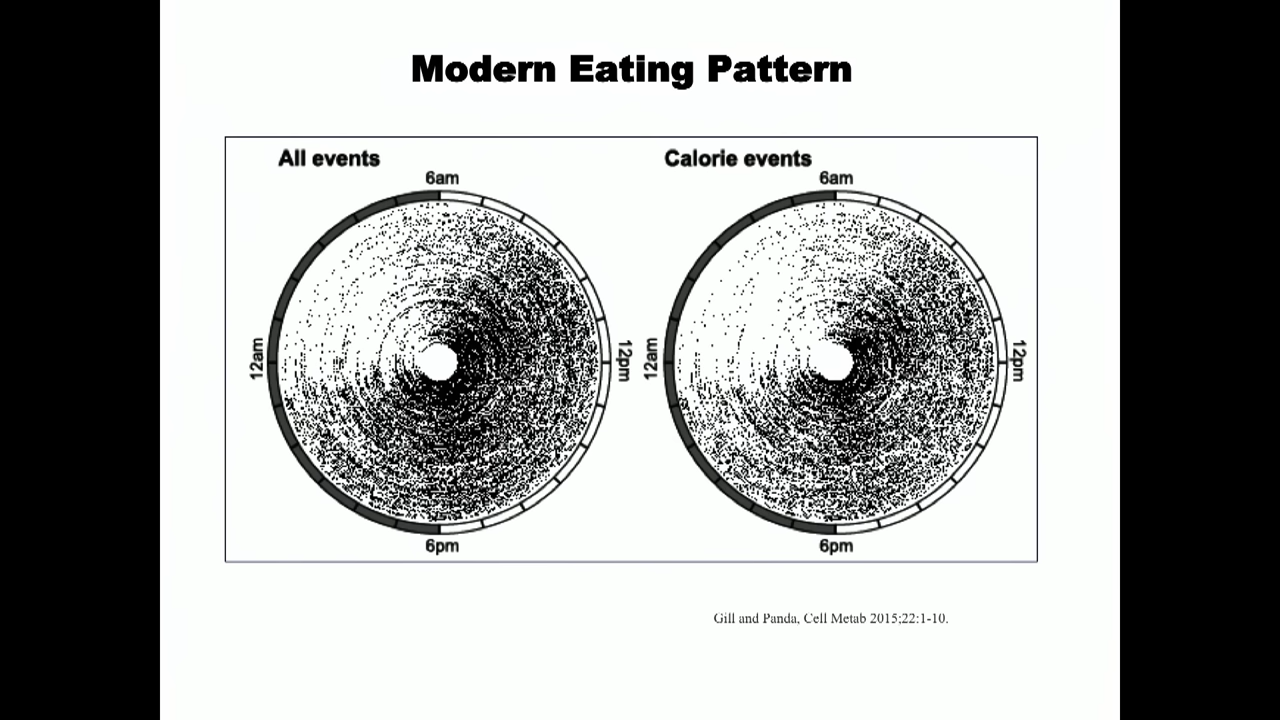 Modern Eating Pattern
All events
6am
12am
12pm
6pm
Calorie events
6am
12am
12pm
6pm
Gill and Panda, Cell Metab 2015;22:1-10.